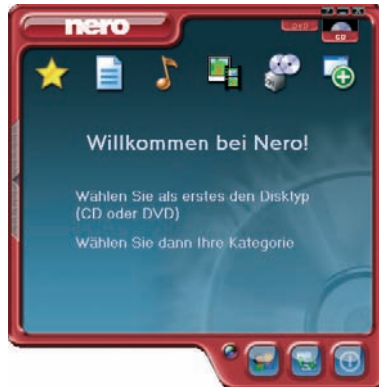 nero
DVD
CD
Willkommen bei Nero!
Wählen Sie als erstes den Disktyp
(CD oder DVD)
Wählen Sie dann Ihre Kategorie